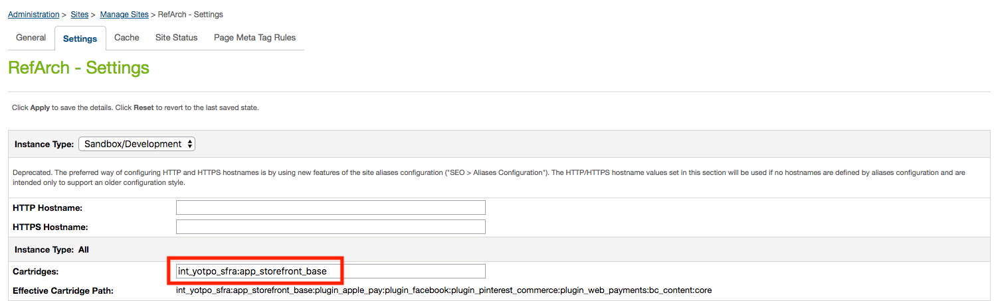 Administration > Sites > Manage Sites > RefArch - Settings
General Settings Cache Site Status Page Meta Tag Rules
RefArch - Settings
Click Apply to save the details. Click Reset to revert to the last saved state.
Instance Type: Sandbox/Development
Deprecated. The preferred way of configuring HTTP and HTTPS hostnames is by using new features of the site aliases configuration ("SEO > Aliases Configuration"). The HTTP/HTTPS hostname values set in this section will be used if no hostnames are defined by aliases configuration and are
intended only to support an older configuration style.
HTTP Hostname:
HTTPS Hostname:
Instance Type: All
Cartridges: int_yotpo_sfra:app_storefront_base
Effective Cartridge Path: int_yotpo_sfra:app_storefront_base:plugin_apple_pay:plugin_facebook:plugin_pinterest_commerce:plugin_web_payments:bc_content:core